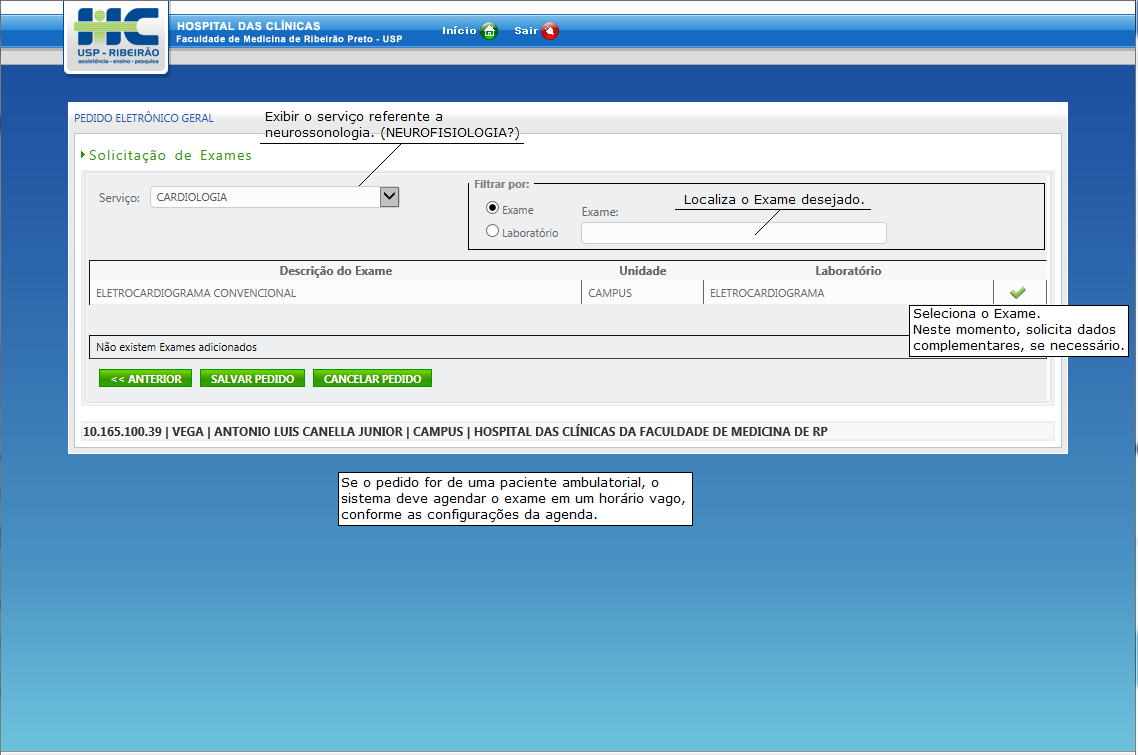 HC
USP - RIBEIRÃO
assistência - ensino - pesquisa
HOSPITAL DAS CLÍNICAS
Faculdade de Medicina de Ribeirão Preto - USP
Início
Sair
PEDIDO ELETRÔNICO GERAL
Exibir o serviço referente a
neurossonologia. (NEUROFISIOLOGIA?)
Solicitação de Exames
Serviço:
CARDIOLOGIA
Filtrar por:
Exame
Laboratório
Exame:
Localiza o Exame desejado.
Descrição do Exame Unidade Laboratório
ELETROCARDIOGRAMA CONVENCIONAL CAMPUS ELETROCARDIOGRAMA
Seleciona o Exame.
Neste momento, solicita dados
complementares, se necessário.
Não existem Exames adicionados
<< ANTERIOR SALVAR PEDIDO CANCELAR PEDIDO
10.165.100.39 | VEGA | ANTONIO LUIS CANELLA JUNIOR | CAMPUS | HOSPITAL DAS CLÍNICAS DA FACULDADE DE MEDICINA DE RP
Se o pedido for de uma paciente ambulatorial, o
sistema deve agendar o exame em um horário vago,
conforme as configurações da agenda.